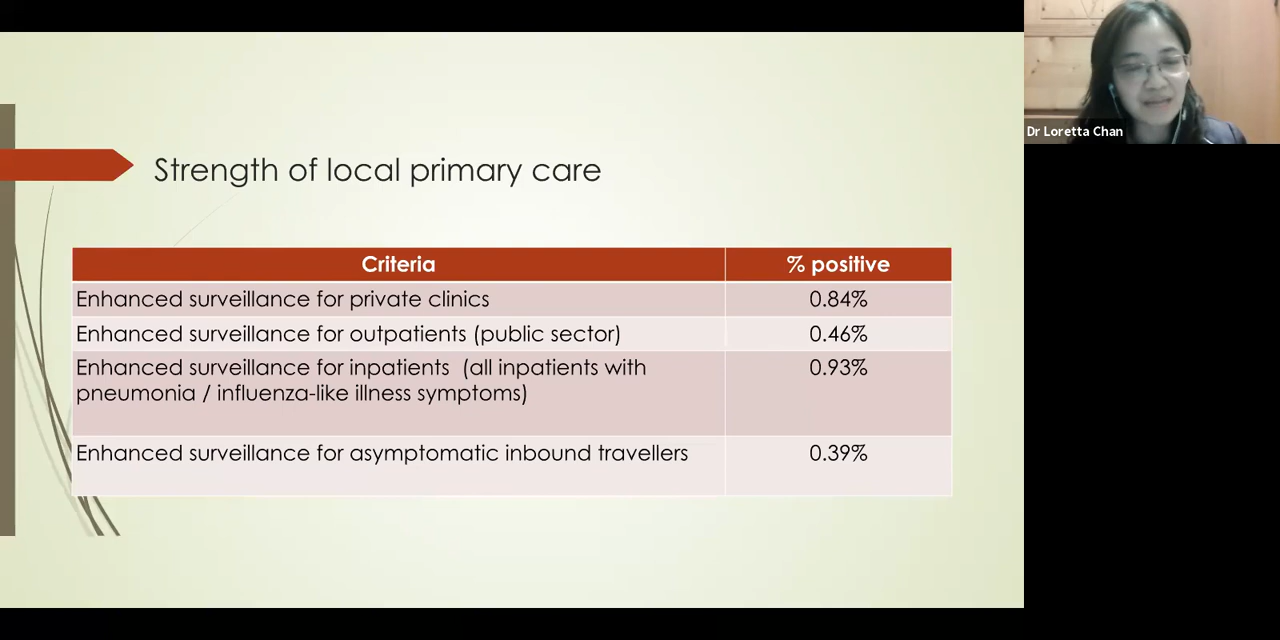 Dr Loretta Chan
Strength of local primary care
Criteria
% positive
Enhanced surveillance for private clinics
0.84%
Enhanced surveillance for outpatients (public sector)
0.46%
Enhanced surveillance for inpatients  (all inpatients with
pneumonia / influenza-like illness symptoms)
0.93%
Enhanced surveillance for asymptomatic inbound travellers
0.39%